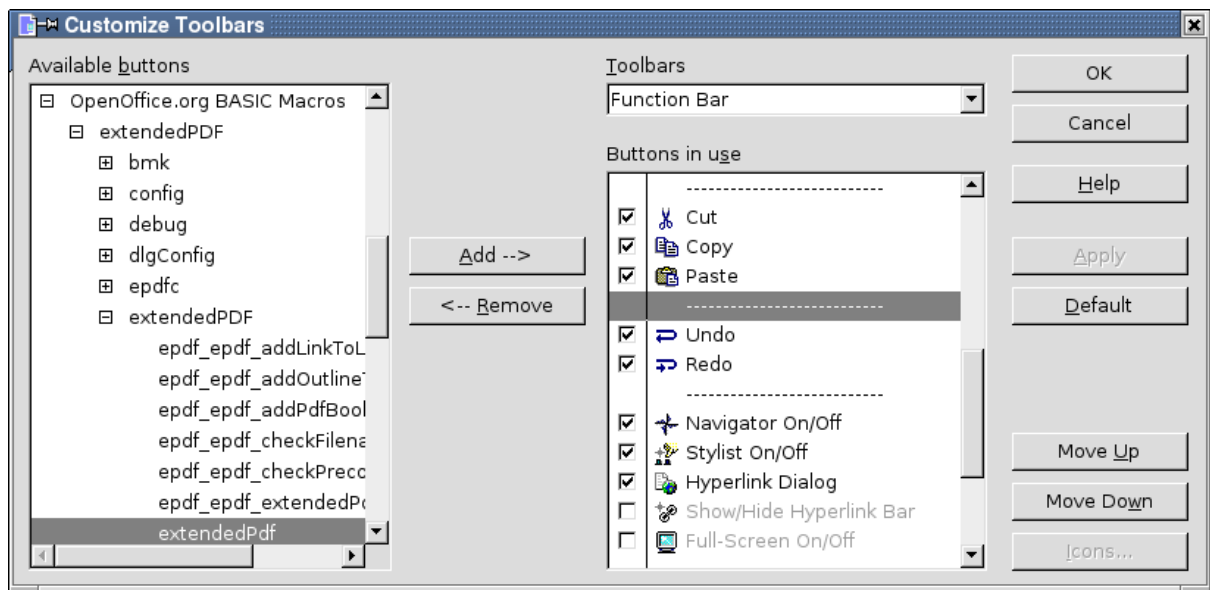 Customize Toolbars
Available buttons
OpenOffice.org BASIC Macros
extendedPDF
bmk
config
debug
dlgConfig
epdfc
extendedPDF
epdf_epdf_addLinkToL
epdf_epdf_addOutline
epdf_epdf_addPdfBool
epdf_epdf_checkFilena
epdf_epdf_checkPreco
epdf_epdf_extendedPo
extendedPdf
Add -->
<-- Remove
Toolbars
Function Bar
Buttons in use
--------------------------
Cut
Copy
Paste
--------------------------
Undo
Redo
--------------------------
Navigator On/Off
Stylist On/Off
Hyperlink Dialog
Show/Hide Hyperlink Bar
Full-Screen On/Off
OK
Cancel
Help
Apply
Default
Move Up
Move Down
Icons...